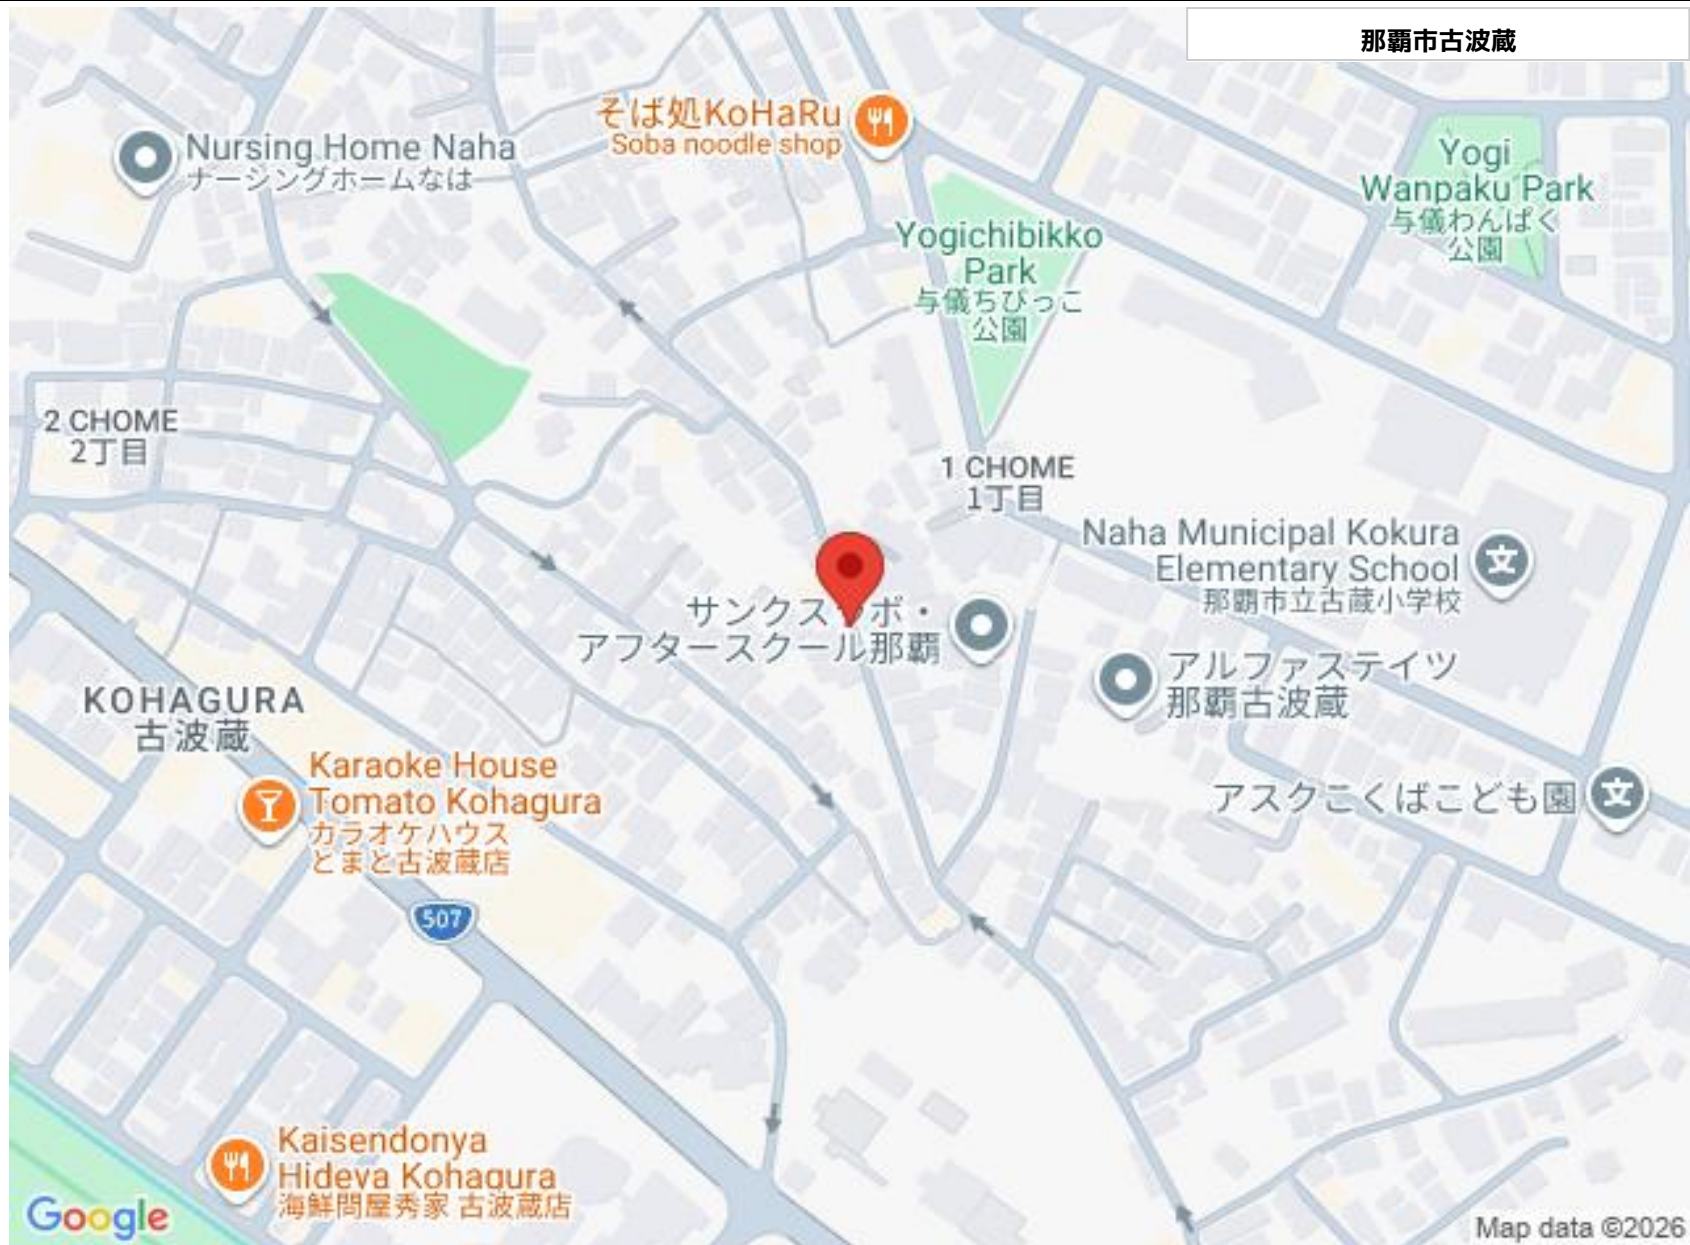 那覇市古波蔵
そば処KoHaRu
Soba noodle shop
Nursing Home Naha
ナーシングホームなは
Yogi
Wanpaku Park
与儀わんぱく
公園
Yogichibikko
Park
与儀ちびっこ
公園
2 CHOME
2丁目
1 CHOME
1丁目
Naha Municipal Kokura
Elementary School
那覇市立古蔵小学校
サンクスラボ・
アフタースクール那覇
アルファステイツ
那覇古波蔵
KOHAGURA
古波蔵
Karaoke House
Tomato Kohagura
カラオケハウス
とまと古波蔵店
アスクこくばこども園
507
Kaisendonya
Hideya Kohagura
海鮮問屋秀家 古波蔵店
Google
Map data ©2026